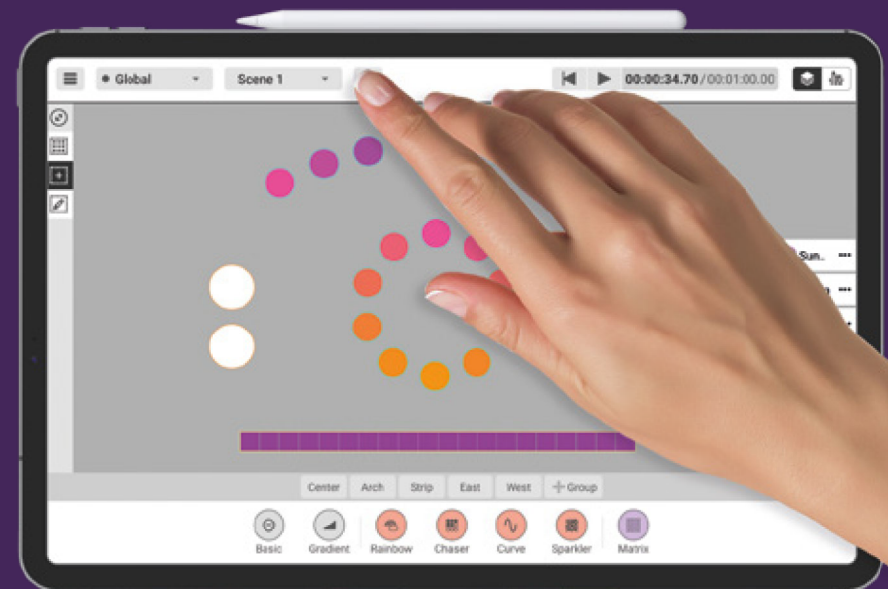 Global
Scene 1
00:00:34.70/00:01:00.00
Sun..
Center Arch Strip East West Group
Basic Gradient Rainbow Chaser Curve Sparkler Matrix